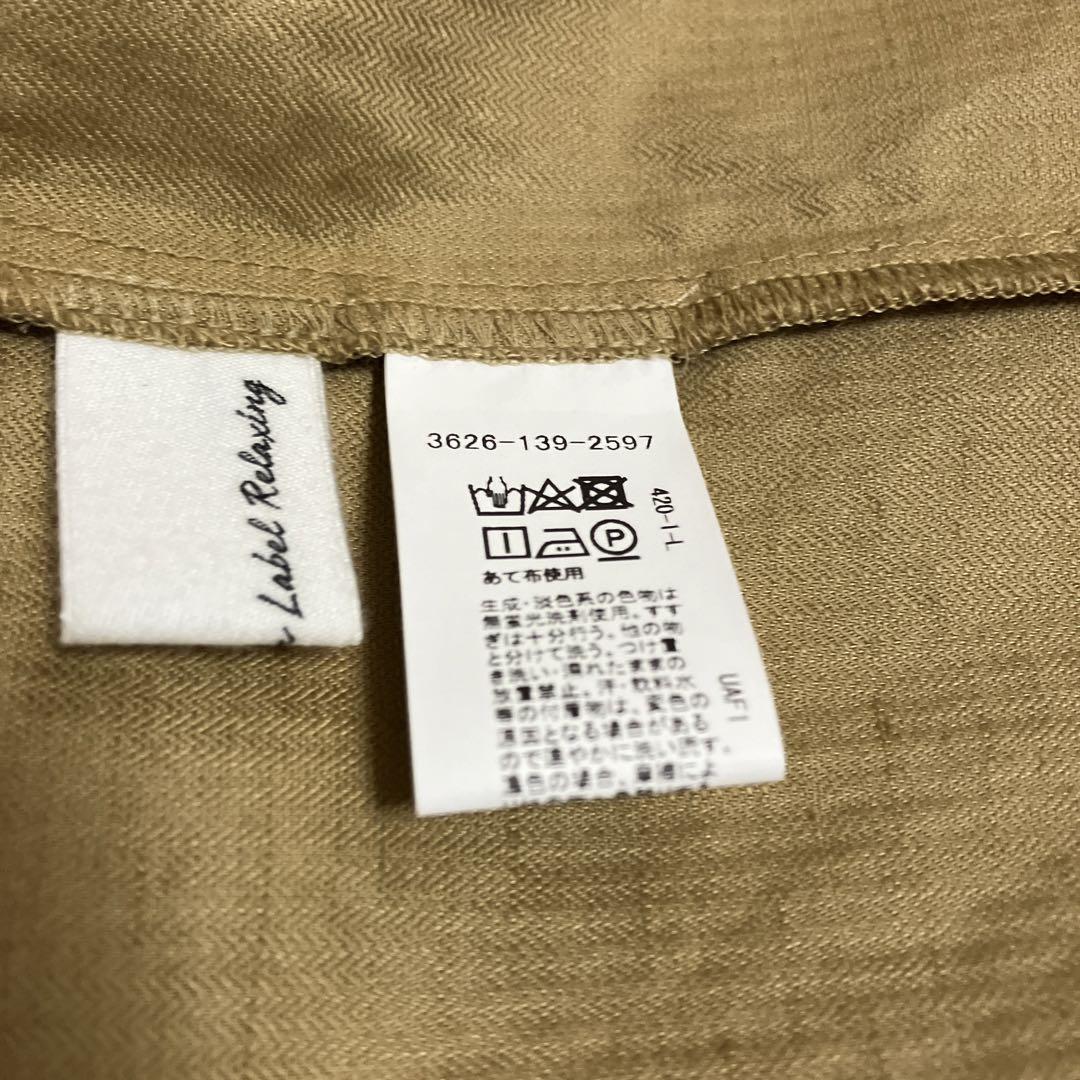 Label Relaxing
3626-139-2597
420-I-L
P
あて布使用
生成・淡色系の色物は
無蛍光洗剤使用。すす
ぎは十分行う。他の物
と分けて洗う。つけ置
き洗い・濡れたままの
放置禁止。汗・飲料水
等の付着物は、変色の
原因となる場合がある
ので速やかに洗い流す。
濃色の場合、摩擦によ
UAF1